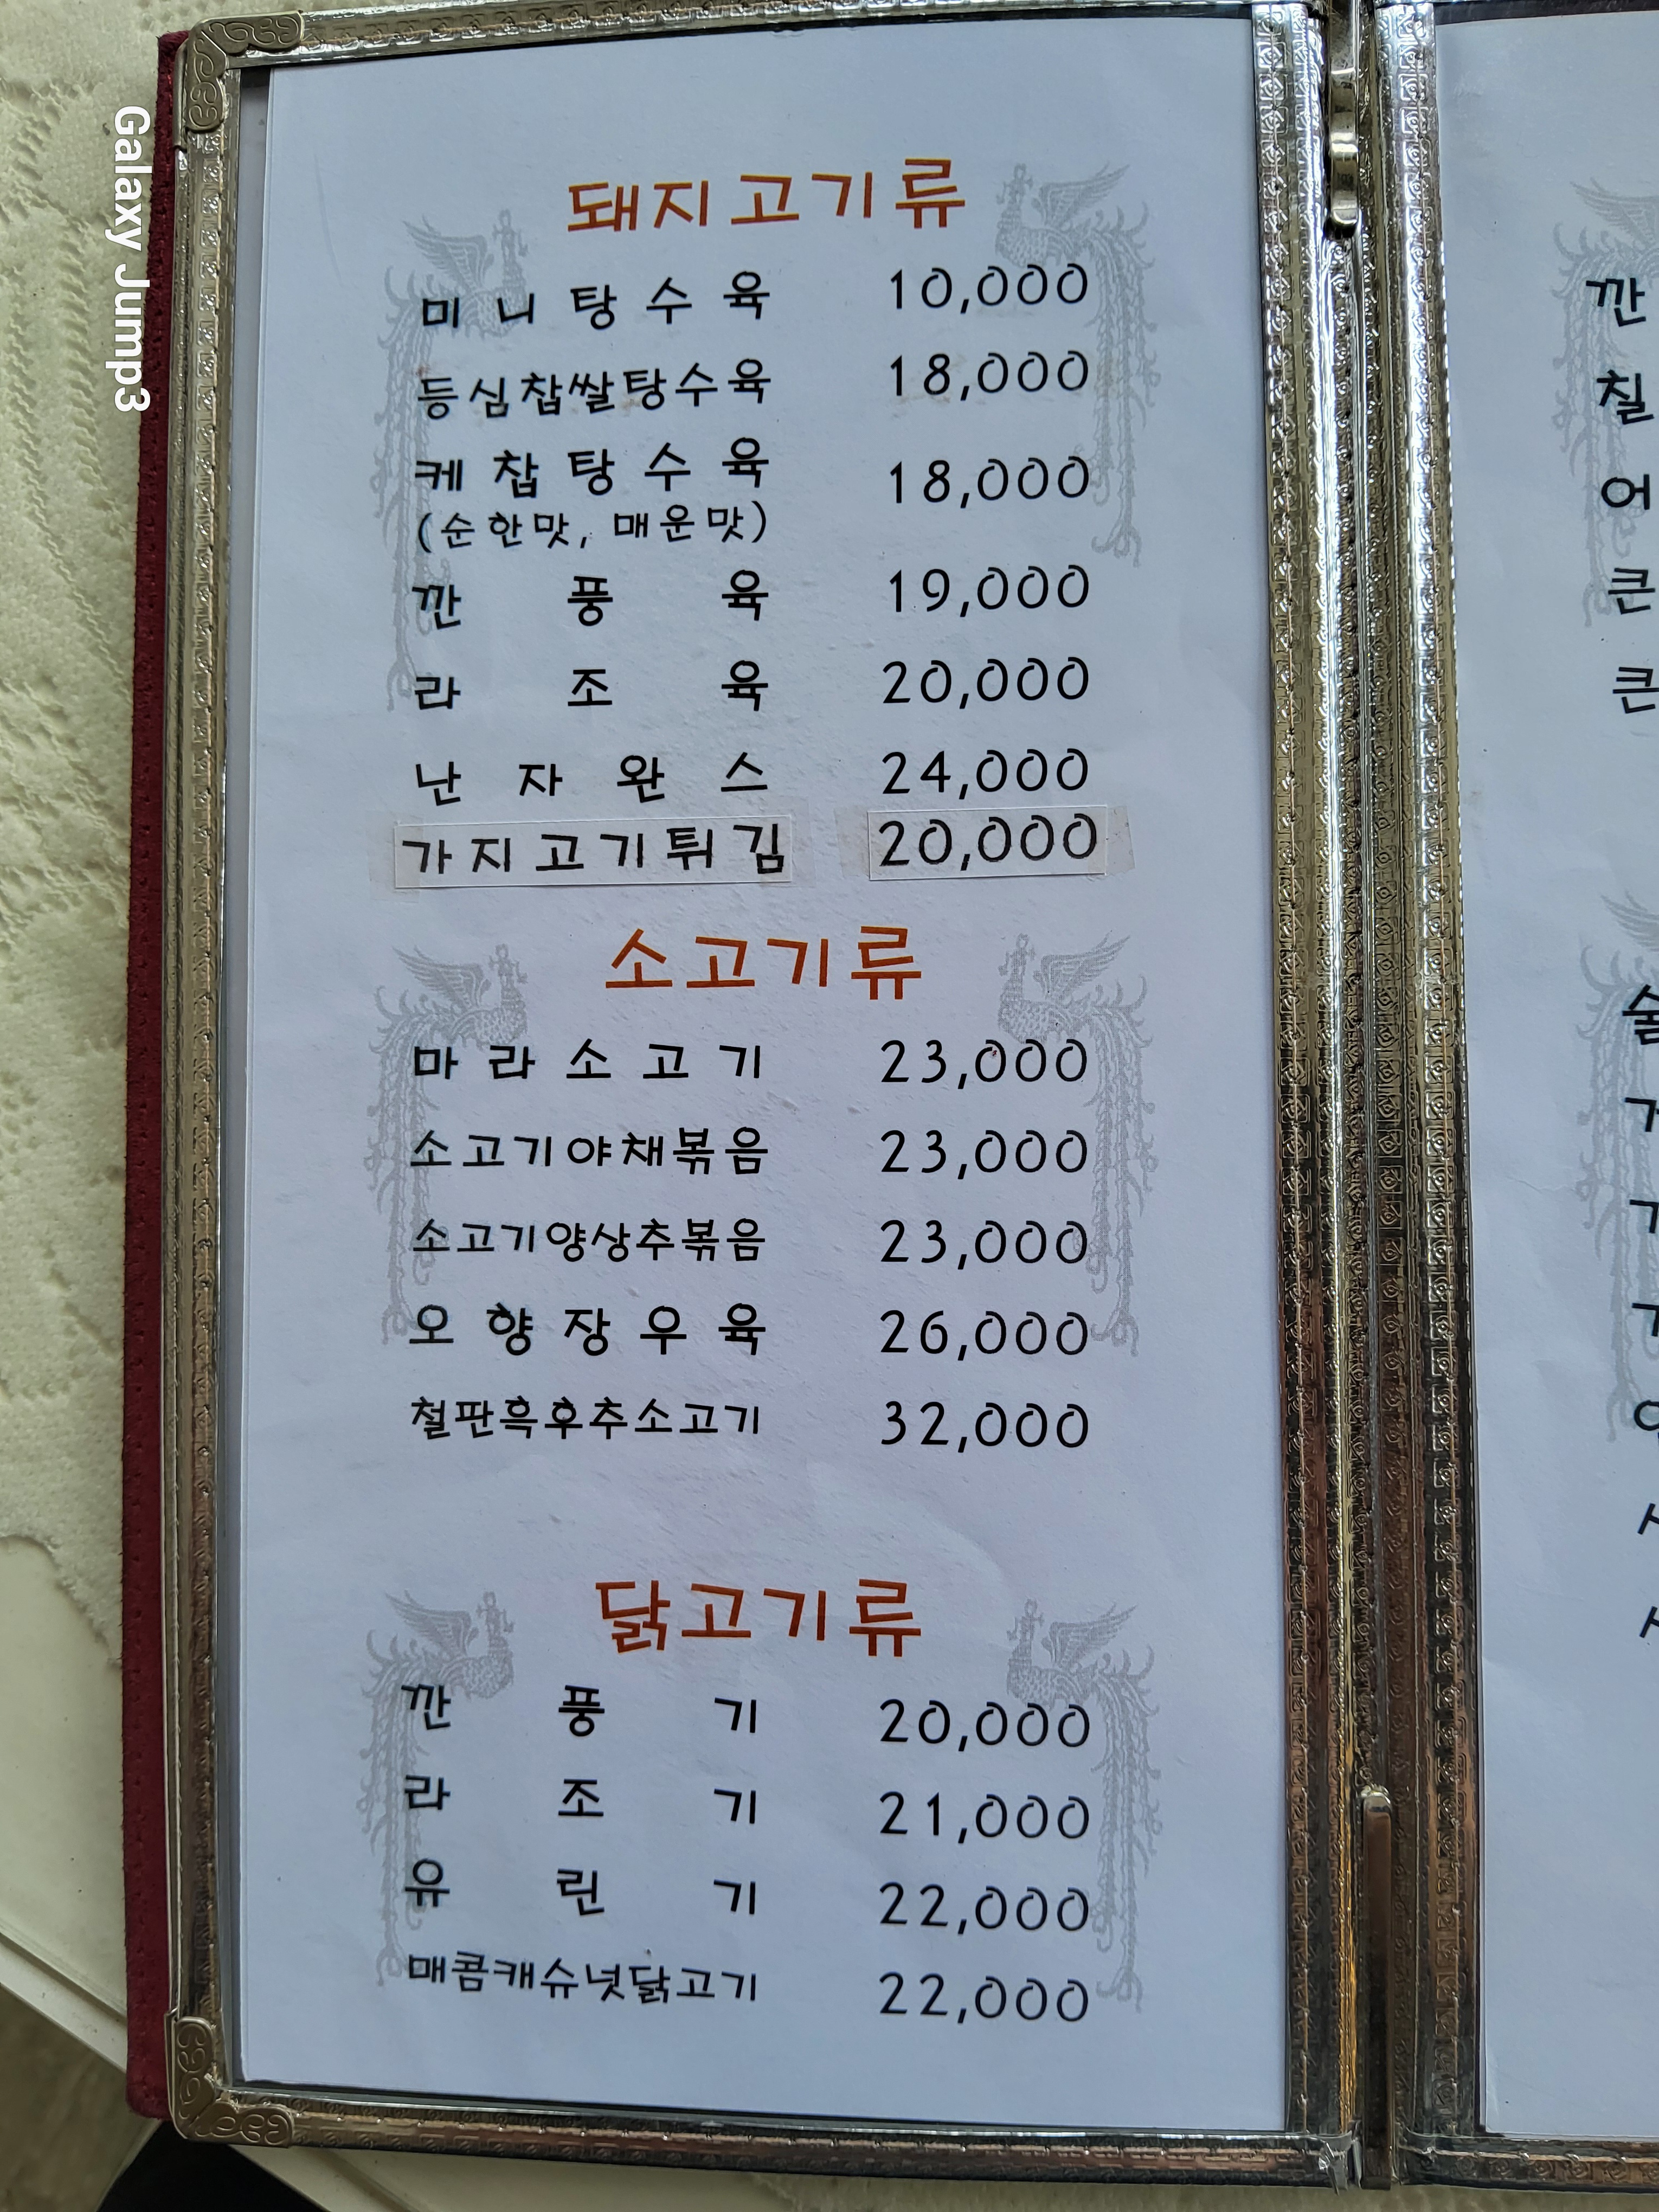 Galaxy Jump3
돼지고기류
미니탕수육 10,000
등심찹쌀탕수육 18,000
케찹탕수육 18,000
(순한맛, 매운맛)
깐풍육 19,000
라조육 20,000
난자완스 24,000
가지고기튀김 20,000
소고기류
마라소고기 23,000
소고기야채볶음 23,000
소고기양상추볶음 23,000
오향장우육 26,000
철판흑후추소고기 32,000
닭고기류
깐풍기 20,000
라조기 21,000
유린기 22,000
매콤캐슈넛닭고기 22,000
깐
칠
어
큰
큰
술